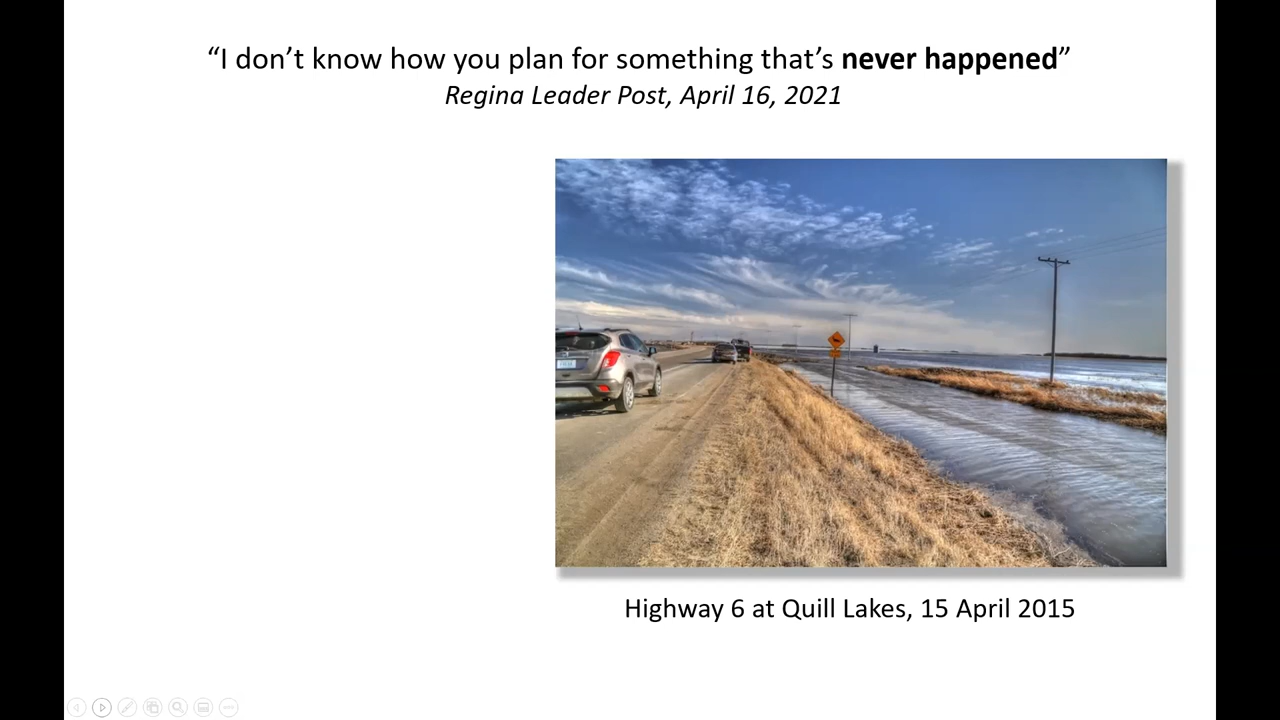 “I don’t know how you plan for something that’s never happened”
Regina Leader Post, April 16, 2021
Highway 6 at Quill Lakes, 15 April 2015